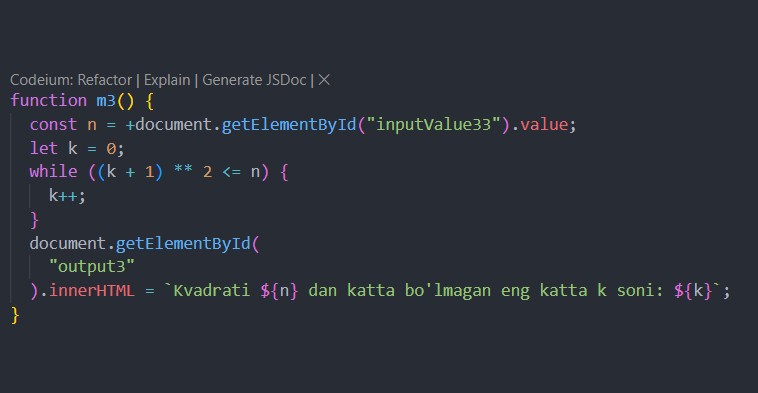 Codeium: Refactor | Explain | Generate JSDoc | ✕
function m3() {
  const n = +document.getElementById("inputValue33").value;
  let k = 0;
  while ((k + 1) ** 2 <= n) {
    k++;
  }
  document.getElementById(
    "output3"
  ).innerHTML = `Kvadrati ${n} dan katta bo'lmagan eng katta k soni: ${k}`;
}